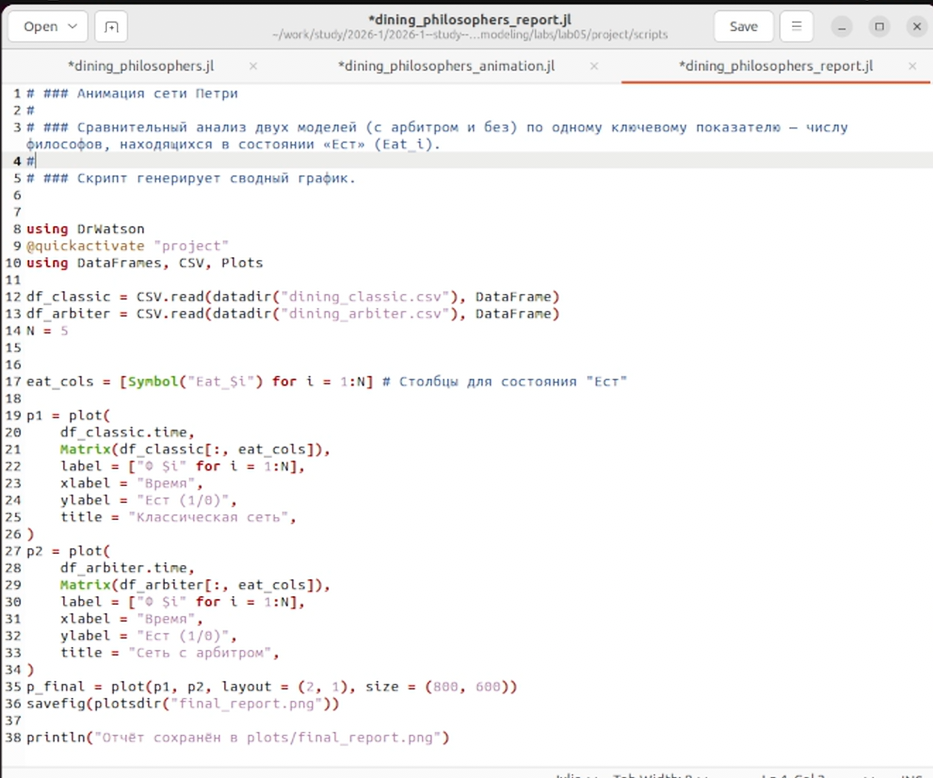 Open
*dining_philosophers_report.jl
~/work/study/2026-1/2026-1--study--...modeling/labs/lab05/project/scripts
Save
*dining_philosophers.jl
*dining_philosophers_animation.jl
*dining_philosophers_report.jl
1 # ### Анимация сети Петри
2 #
3 # ### Сравнительный анализ двух моделей (с арбитром и без) по одному ключевому показателю — числу
философов, находящихся в состоянии «Ест» (Eat_i).
4 #
5 # ### Скрипт генерирует сводный график.
6
7
8 using DrWatson
9 @quickactivate "project"
10 using DataFrames, CSV, Plots
11
12 df_classic = CSV.read(datadir("dining_classic.csv"), DataFrame)
13 df_arbiter = CSV.read(datadir("dining_arbiter.csv"), DataFrame)
14 N = 5
15
16
17 eat_cols = [Symbol("Eat_$i") for i = 1:N] # Столбцы для состояния "Ест"
18
19 p1 = plot(
20     df_classic.time,
21     Matrix(df_classic[:, eat_cols]),
22     label = ["Ф $i" for i = 1:N],
23     xlabel = "Время",
24     ylabel = "Ест (1/0)",
25     title = "Классическая сеть",
26 )
27 p2 = plot(
28     df_arbiter.time,
29     Matrix(df_arbiter[:, eat_cols]),
30     label = ["Ф $i" for i = 1:N],
31     xlabel = "Время",
32     ylabel = "Ест (1/0)",
33     title = "Сеть с арбитром",
34 )
35 p_final = plot(p1, p2, layout = (2, 1), size = (800, 600))
36 savefig(plotsdir("final_report.png"))
37
38 println("Отчёт сохранён в plots/final_report.png")